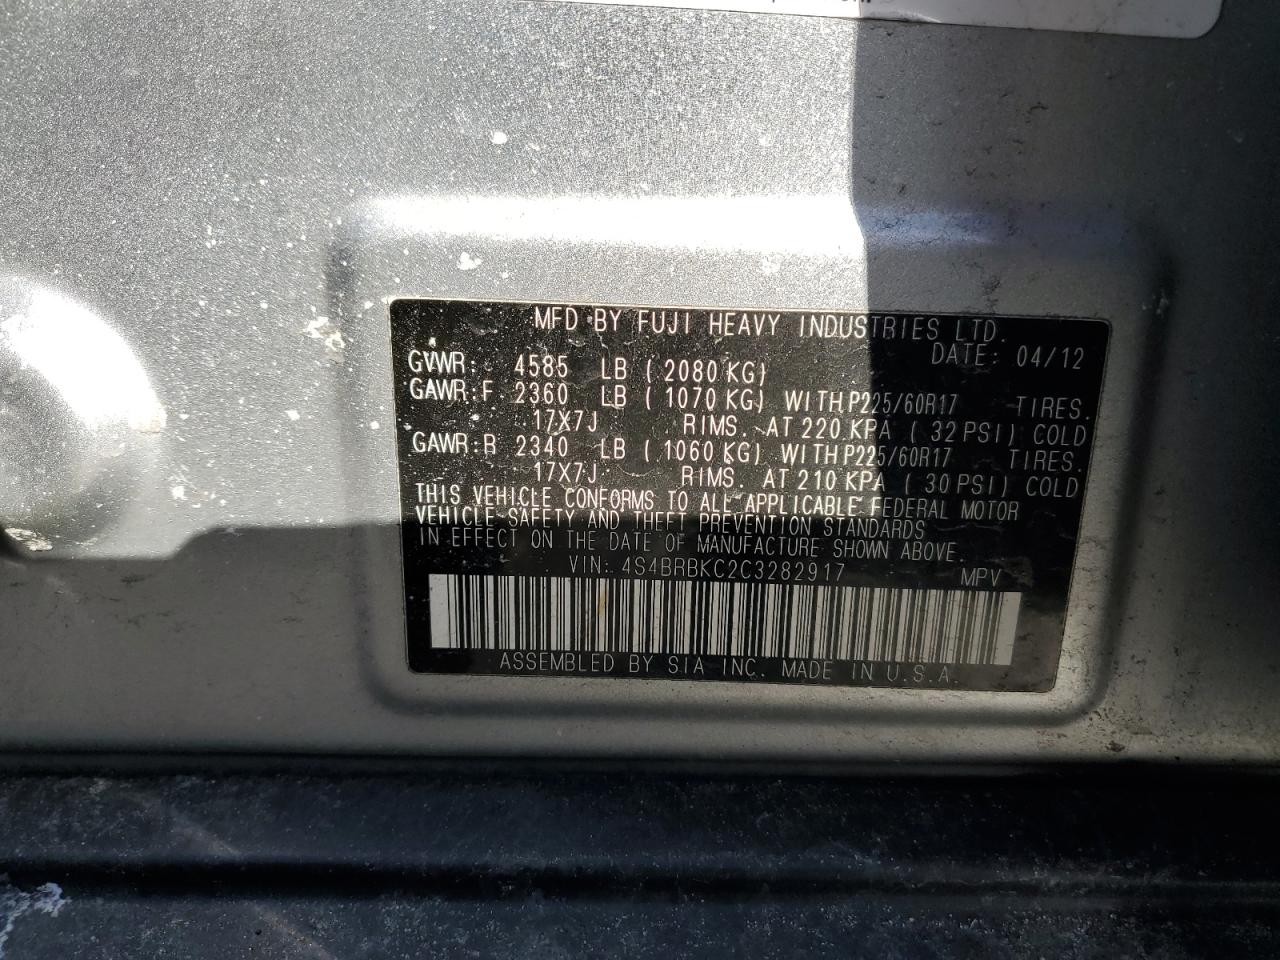 MFD BY FUJI HEAVY INDUSTRIES LTD.
DATE: 04/12
GVWR: 4585 LB (2080 KG)
GAWR:F 2360 LB (1070 KG) WITH P225/60R17 TIRES.
17X7J RIMS. AT 220 KPA (32 PSI) COLD
GAWR:R 2340 LB (1060 KG) WITH P225/60R17 TIRES.
17X7J RIMS. AT 210 KPA (30 PSI) COLD
THIS VEHICLE CONFORMS TO ALL APPLICABLE FEDERAL MOTOR
VEHICLE SAFETY AND THEFT PREVENTION STANDARDS
IN EFFECT ON THE DATE OF MANUFACTURE SHOWN ABOVE.
VIN: 4S4BRBKC2C3282917 MPV
ASSEMBLED BY SIA INC. MADE IN U.S.A.